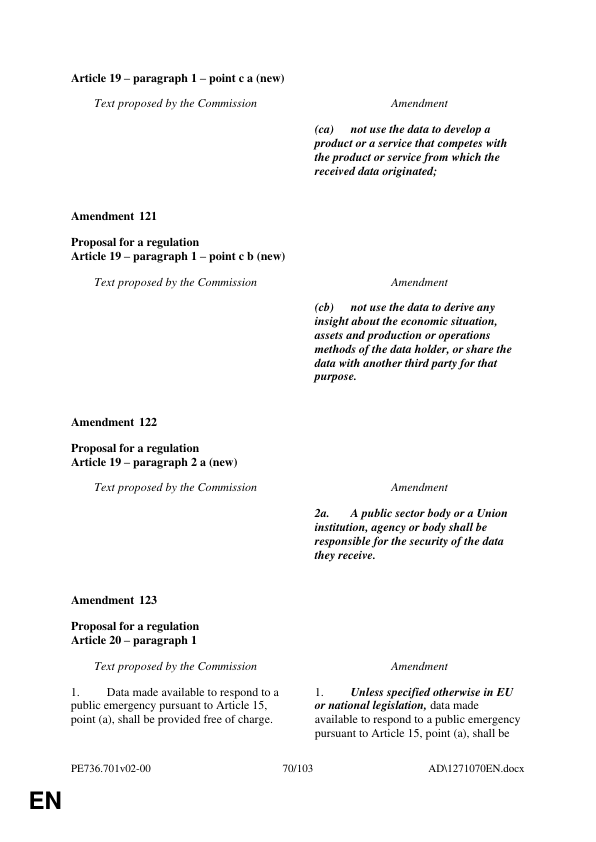 Article 19 – paragraph 1 – point c a (new)
Text proposed by the Commission Amendment
(ca) not use the data to develop a
product or a service that competes with
the product or service from which the
received data originated;
Amendment 121
Proposal for a regulation
Article 19 – paragraph 1 – point c b (new)
Text proposed by the Commission Amendment
(cb) not use the data to derive any
insight about the economic situation,
assets and production or operations
methods of the data holder, or share the
data with another third party for that
purpose.
Amendment 122
Proposal for a regulation
Article 19 – paragraph 2 a (new)
Text proposed by the Commission Amendment
2a. A public sector body or a Union
institution, agency or body shall be
responsible for the security of the data
they receive.
Amendment 123
Proposal for a regulation
Article 20 – paragraph 1
Text proposed by the Commission Amendment
1. Data made available to respond to a
public emergency pursuant to Article 15,
point (a), shall be provided free of charge.
1. Unless specified otherwise in EU
or national legislation, data made
available to respond to a public emergency
pursuant to Article 15, point (a), shall be
PE736.701v02-00 70/103 AD\1271070EN.docx
EN